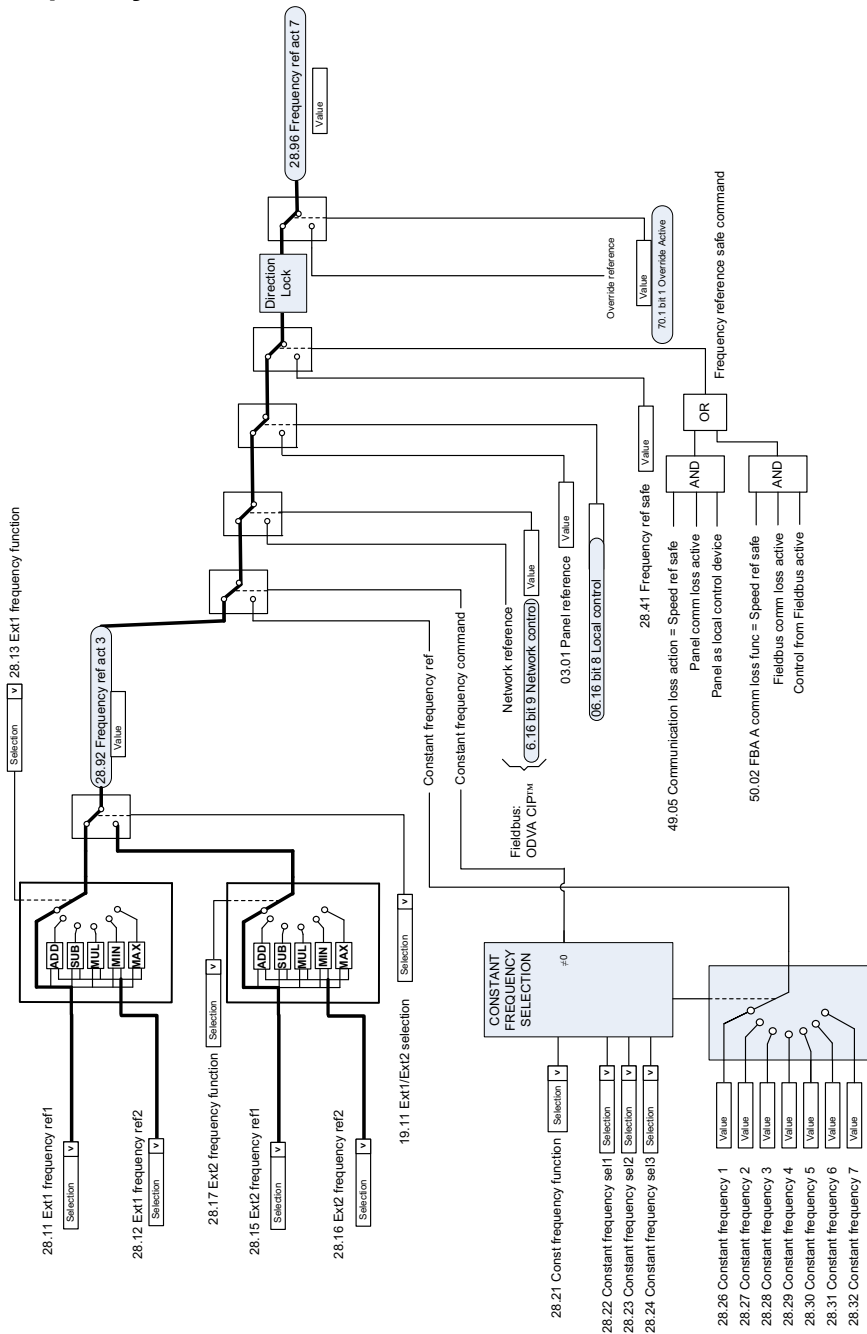 28.11 Ext1 frequency ref1
Selection v
28.12 Ext1 frequency ref2
Selection v
ADD
SUB
MUL
MIN
MAX
28.13 Ext1 frequency function
Selection v
28.17 Ext2 frequency function
Selection v
28.15 Ext2 frequency ref1
Selection v
28.16 Ext2 frequency ref2
Selection v
ADD
SUB
MUL
MIN
MAX
19.11 Ext1/Ext2 selection
Selection v
28.92 Frequency ref act 3
Value
28.21 Const frequency function
Selection v
28.22 Constant frequency sel1
Selection v
28.23 Constant frequency sel2
Selection v
28.24 Constant frequency sel3
Selection v
CONSTANT
FREQUENCY
SELECTION
≠0
28.26 Constant frequency 1
Value
28.27 Constant frequency 2
Value
28.28 Constant frequency 3
Value
28.29 Constant frequency 4
Value
28.30 Constant frequency 5
Value
28.31 Constant frequency 6
Value
28.32 Constant frequency 7
Value
Constant frequency ref
Constant frequency command
Fieldbus:
ODVA CIP™
Network reference
6.16 bit 9 Network control
Value
03.01 Panel reference
Value
06.16 bit 8 Local control
28.41 Frequency ref safe
Value
49.05 Communication loss action = Speed ref safe
Panel comm loss active
Panel as local control device
AND
50.02 FBA A comm loss func = Speed ref safe
Fieldbus comm loss active
Control from Fieldbus active
AND
OR
Frequency reference safe command
Direction
Lock
Override reference
Value
70.1 bit 1 Override Active
28.96 Frequency ref act 7
Value